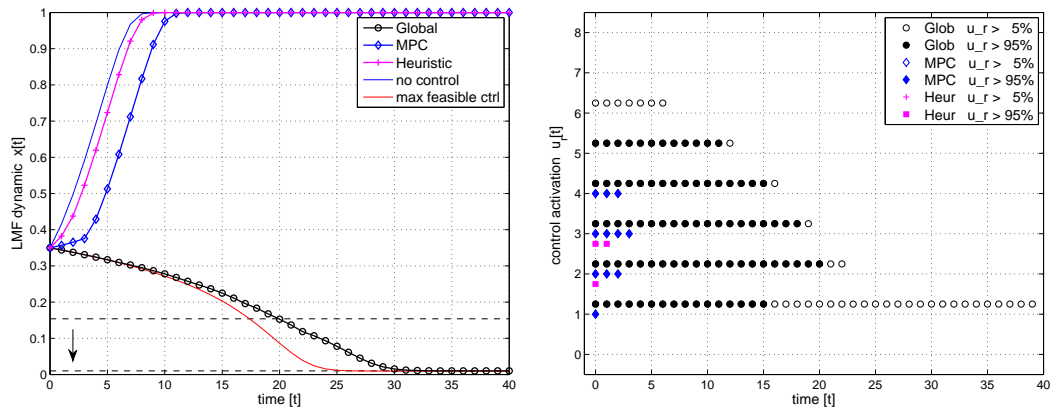 Global
MPC
Heuristic
no control
max feasible ctrl
1
0.9
0.8
0.7
0.6
0.5
0.4
0.3
0.2
0.1
0
LMF dynamic x[t]
0 5 10 15 20 25 30 35 40
time [t]
Glob u_r > 5%
Glob u_r > 95%
MPC u_r > 5%
MPC u_r > 95%
Heur u_r > 5%
Heur u_r > 95%
8
7
6
5
4
3
2
1
0
control activation u_r[t]
0 5 10 15 20 25 30 35 40
time [t]